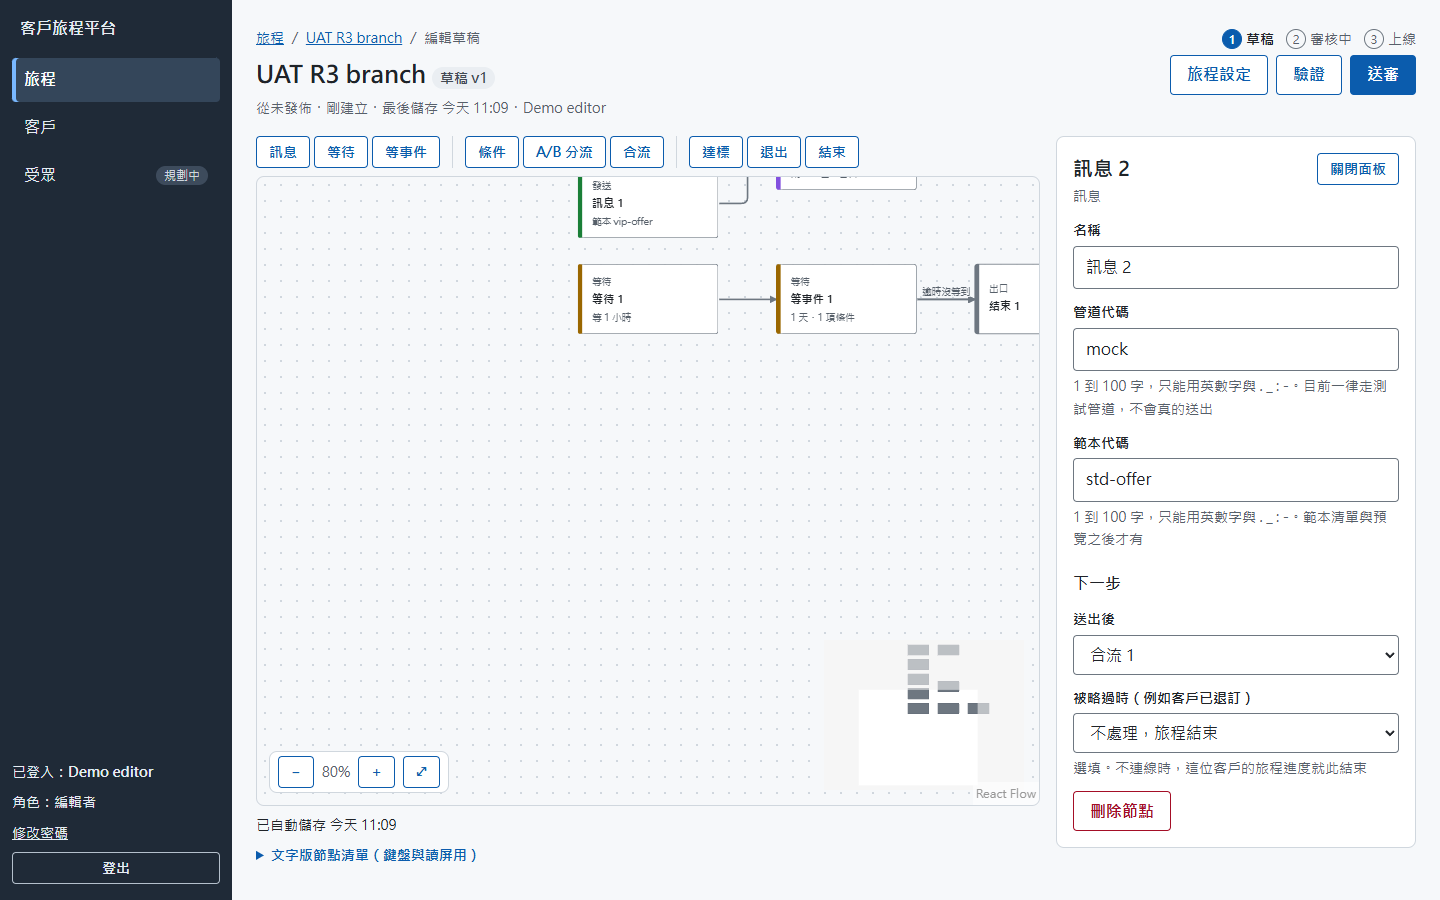 客戶旅程平台
旅程
客戶
受眾
規劃中
已登入：Demo editor
角色：編輯者
修改密碼
登出
旅程 / UAT R3 branch / 編輯草稿
UAT R3 branch 草稿 v1
從未發佈 · 剛建立 · 最後儲存 今天 11:09 · Demo editor
1 草稿 2 審核中 3 上線
旅程設定 驗證 送審
訊息 等待 等事件 條件 A/B 分流 合流 達標 退出 結束
發送
訊息 1
範本 vip-offer
等待
等待 1
等 1 小時
等待
等事件 1
1 天 · 1 項條件
逾時沒等到
出口
結束 1
− 80% +
React Flow
已自動儲存 今天 11:09
文字版節點清單（鍵盤與讀屏用）
訊息 2
關閉面板
訊息
名稱
訊息 2
管道代碼
mock
1 到 100 字，只能用英數字與 . _ : -。目前一律走測
試管道，不會真的送出
範本代碼
std-offer
1 到 100 字，只能用英數字與 . _ : -。範本清單與預
覽之後才有
下一步
送出後
合流 1
被略過時（例如客戶已退訂）
不處理，旅程結束
選填。不連線時，這位客戶的旅程進度就此結束
刪除節點